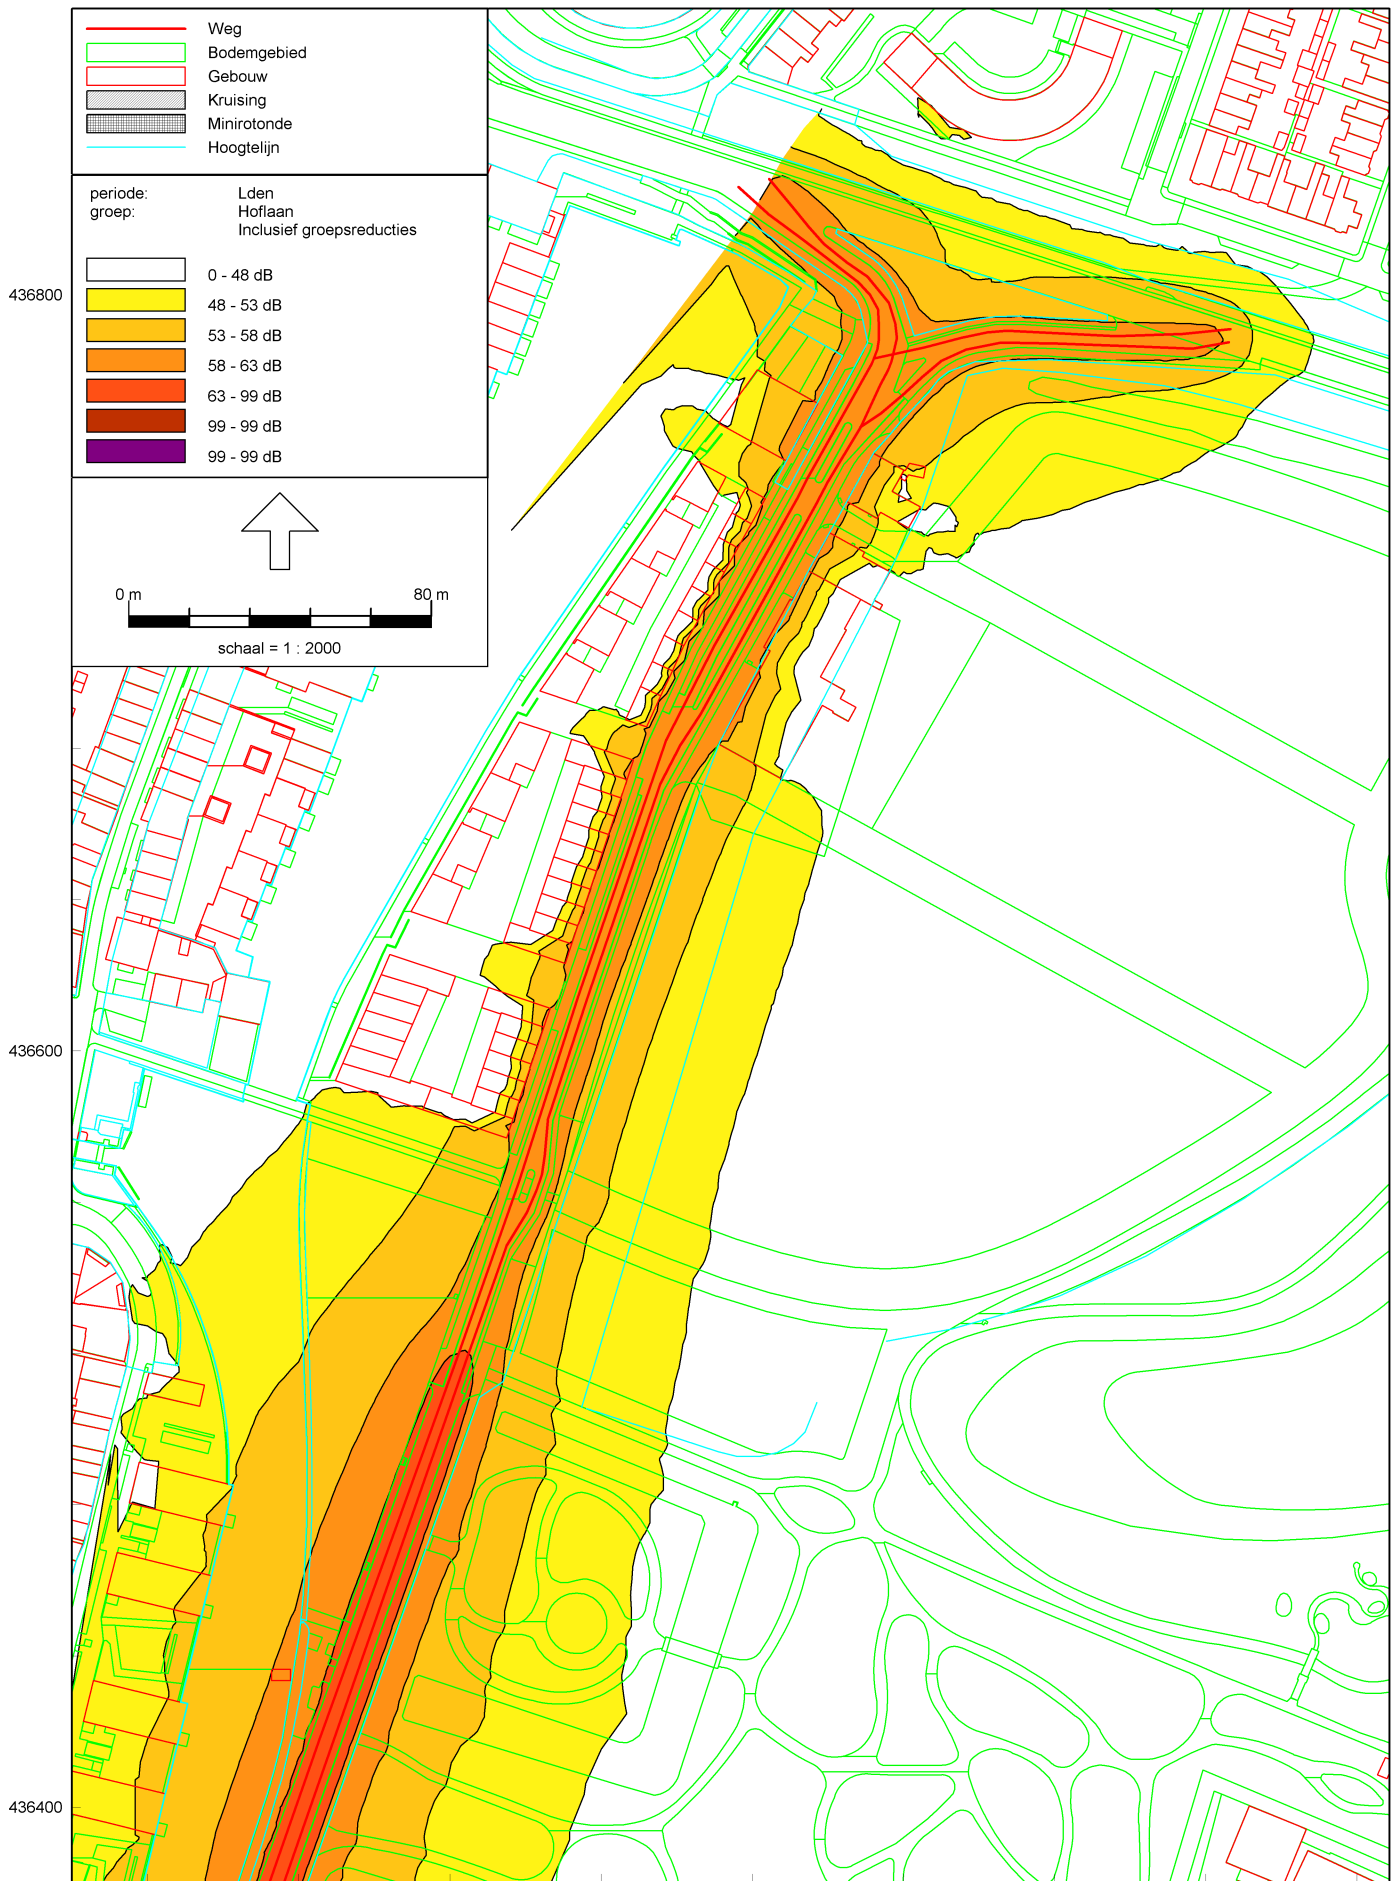 Weg
Bodemgebied
Gebouw
Kruising
Minirotonde
Hoogtelijn
periode: Lden
groep: Hoflaan
Inclusief groepsreducties
0 - 48 dB
48 - 53 dB
53 - 58 dB
58 - 63 dB
63 - 99 dB
99 - 99 dB
99 - 99 dB
0 m 80 m
schaal = 1 : 2000
436800
436600
436400